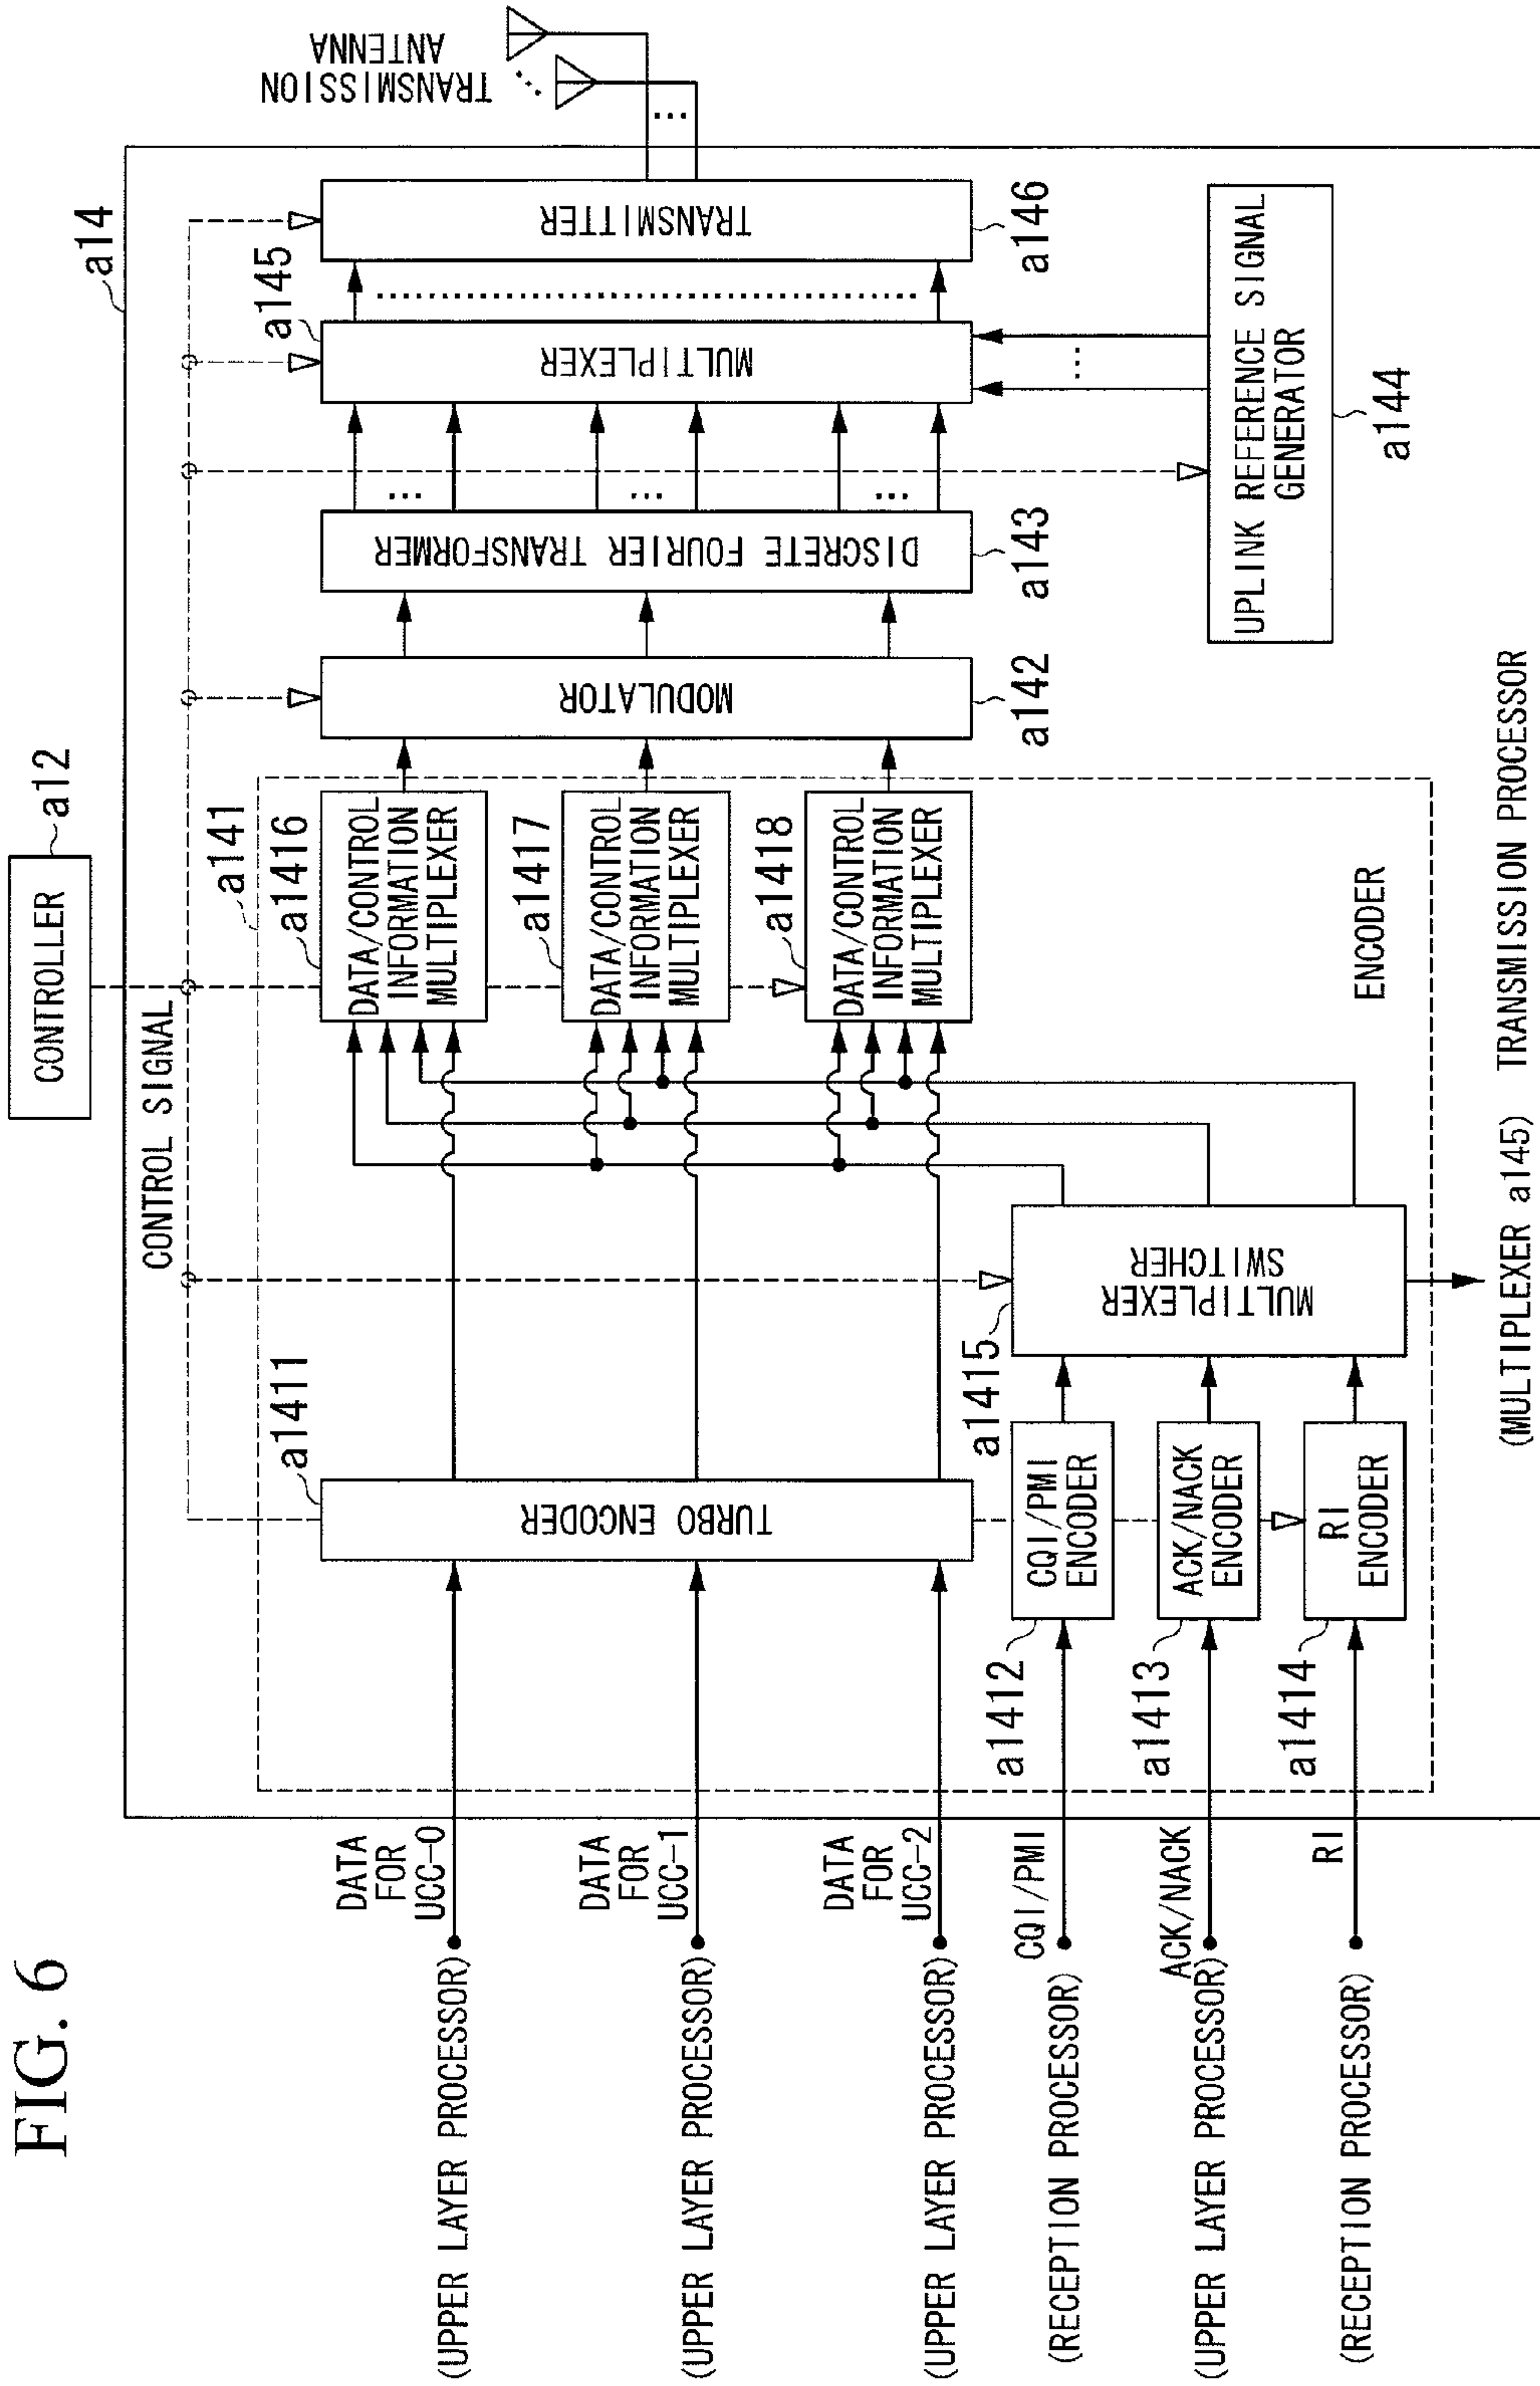 FIG. 6
CONTROLLER
a12
CONTROL SIGNAL
a14
a141
a1411
TURBO ENCODER
a1416
DATA/CONTROL
INFORMATION
MULTIPLEXER
a1417
DATA/CONTROL
INFORMATION
MULTIPLEXER
a1418
DATA/CONTROL
INFORMATION
MULTIPLEXER
MODULATOR
a142
DISCRETE FOURIER TRANSFORMER
a143
MULTIPLEXER
a145
TRANSMITTER
a146
TRANSMISSION
ANTENNA
UPLINK REFERENCE SIGNAL
GENERATOR
a144
(UPPER LAYER PROCESSOR)
DATA
FOR
UCC-0
(UPPER LAYER PROCESSOR)
DATA
FOR
UCC-1
(UPPER LAYER PROCESSOR)
DATA
FOR
UCC-2
(RECEPTION PROCESSOR)
CQI/PMI
a1412
CQI/PMI
ENCODER
(UPPER LAYER PROCESSOR)
ACK/NACK
a1413
ACK/NACK
ENCODER
(RECEPTION PROCESSOR)
RI
a1414
RI
ENCODER
a1415
MULTIPLEXER
SWITCHER
ENCODER
(MULTIPLEXER a145)
TRANSMISSION PROCESSOR